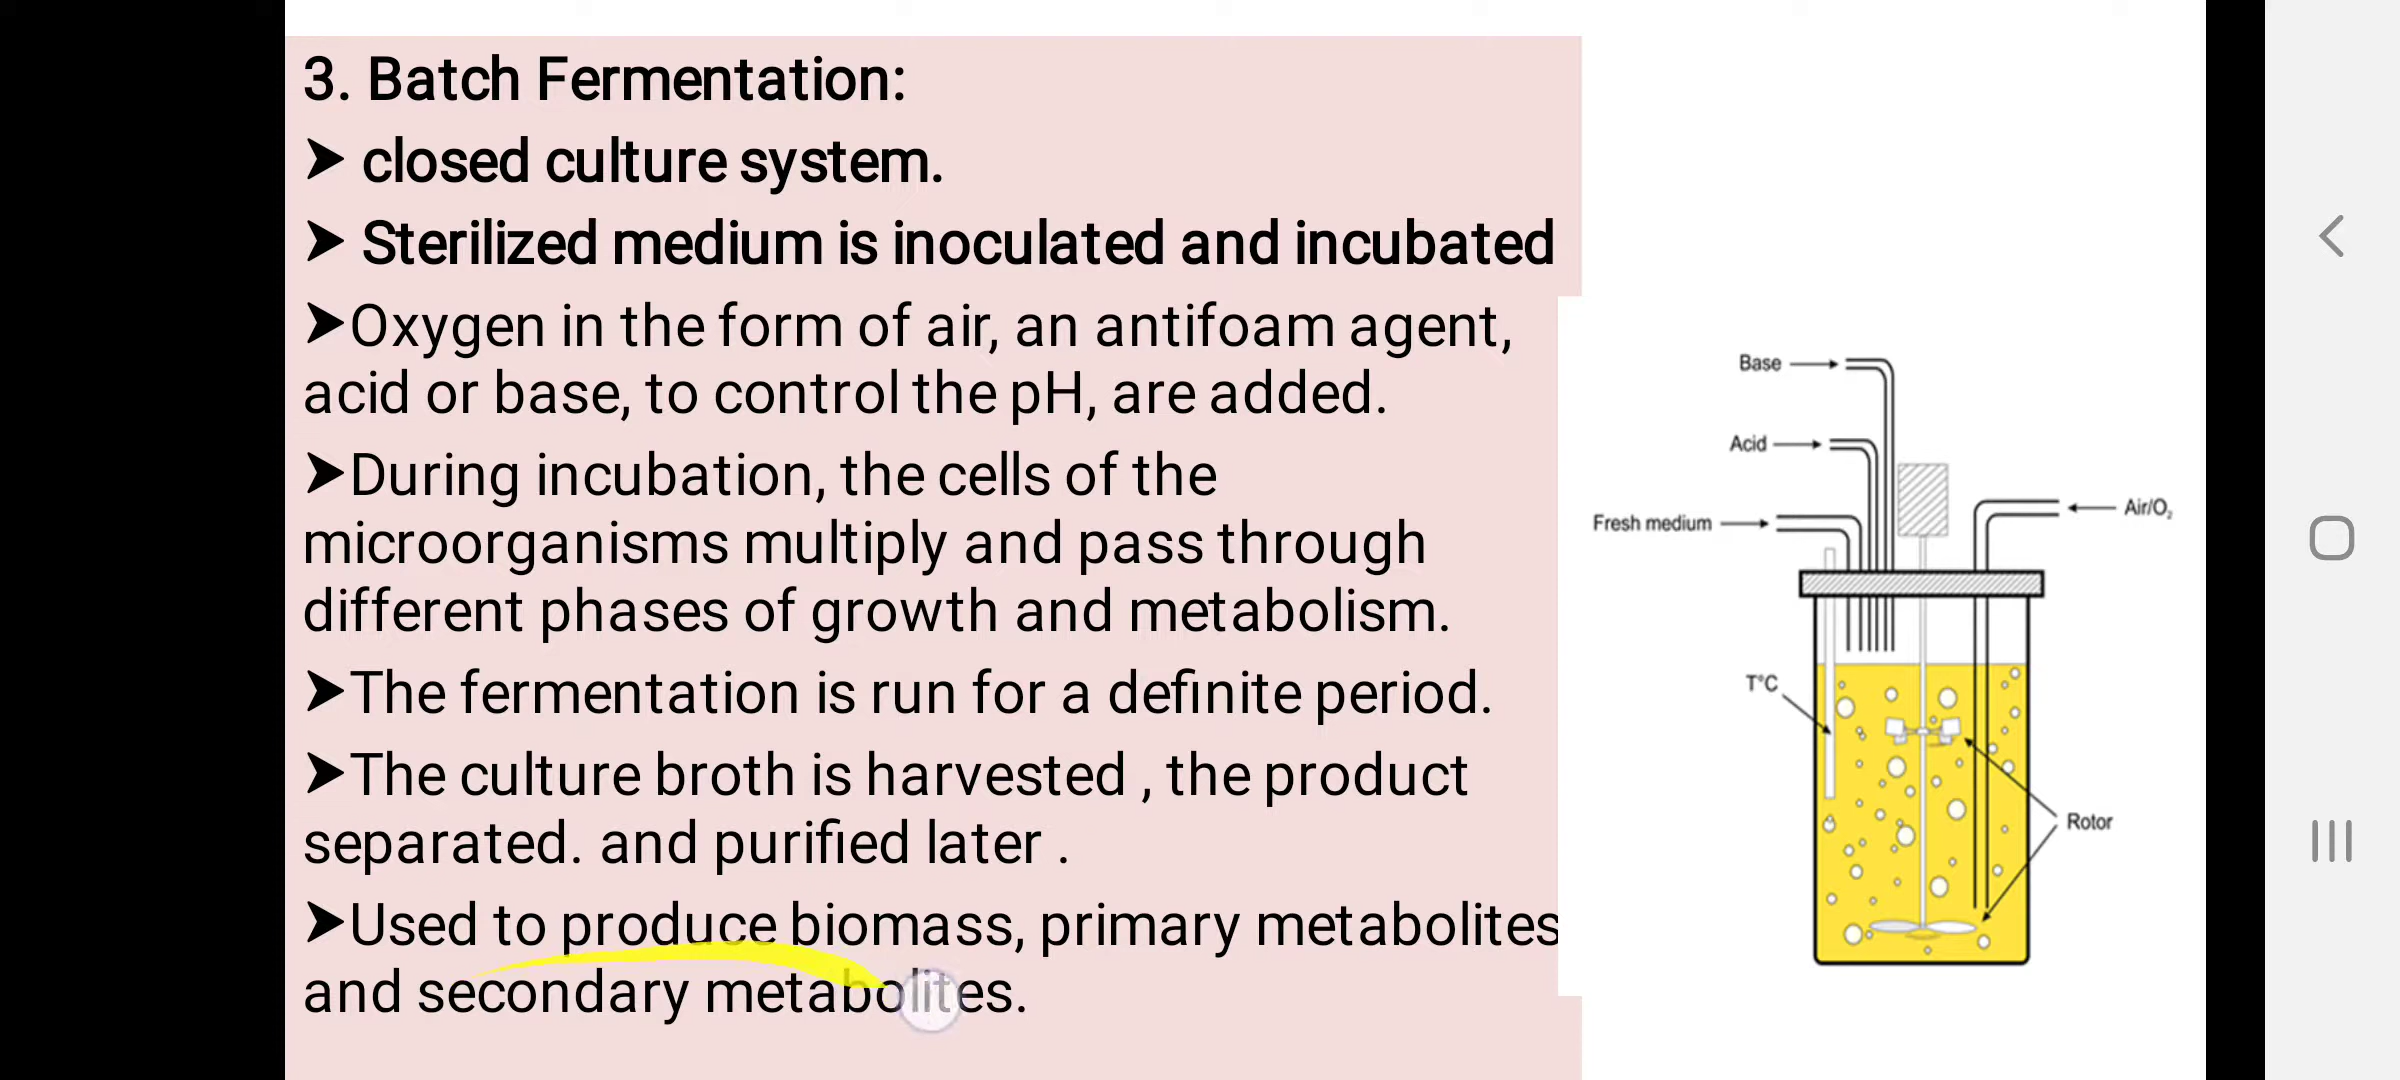 3. Batch Fermentation:
➤ closed culture system.
➤ Sterilized medium is inoculated and incubated
➤Oxygen in the form of air, an antifoam agent,
acid or base, to control the pH, are added.
➤During incubation, the cells of the
microorganisms multiply and pass through
different phases of growth and metabolism.
➤The fermentation is run for a definite period.
➤The culture broth is harvested , the product
separated. and purified later .
➤Used to produce biomass, primary metabolites
and secondary metabolites.
Base
Acid
Fresh medium
Air/O₂
T°C
Rotor